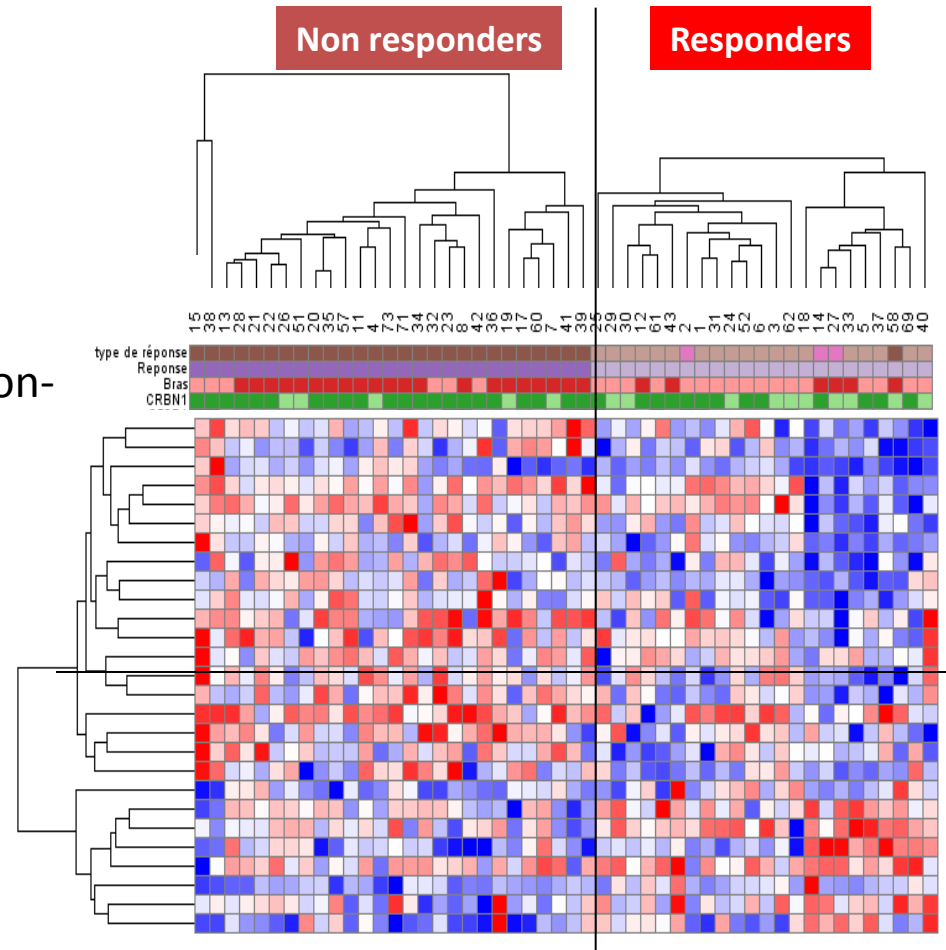 Non responders
Responders
15 38 13 28 21 22 26 51 20 35 57 11 4 73 71 34 32 23 8 42 36 19 17 60 7 41 39 25 29 30 12 61 43 2 1 31 24 52 6 3 62 18 14 27 33 5 37 58 69 40
type de réponse
Reponse
on-
Bras
CRBN1